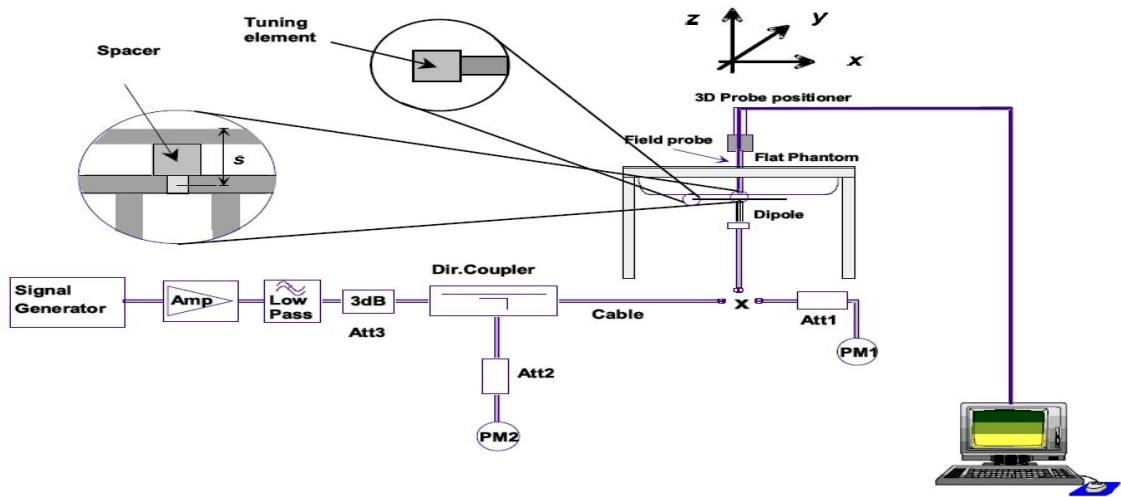 Tuning
element
Spacer
s
z
y
x
3D Probe positioner
Field probe
Flat Phantom
Dipole
Dir.Coupler
Signal
Generator
Amp
Low
Pass
3dB
Att3
Cable
x
Att1
PM1
Att2
PM2